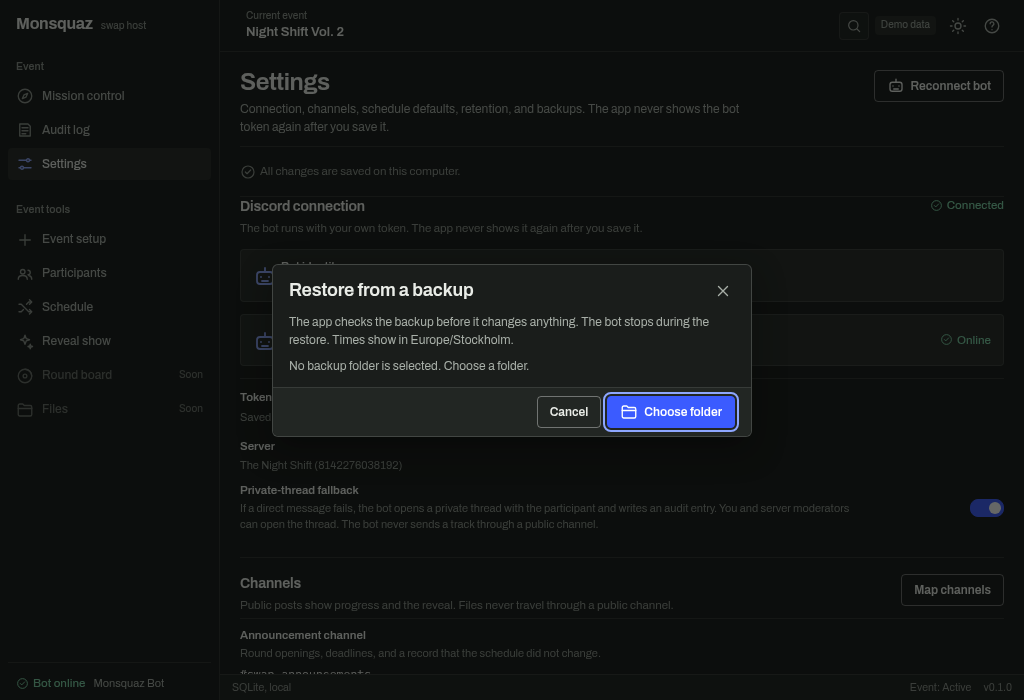 Monsquaz swap host
Current event
Night Shift Vol. 2
Demo data
Event
Mission control
Audit log
Settings
Event tools
Event setup
Participants
Schedule
Reveal show
Round board Soon
Files Soon
Bot online Monsquaz Bot
Settings
Connection, channels, schedule defaults, retention, and backups. The app never shows the bot
token again after you save it.
Reconnect bot
All changes are saved on this computer.
Discord connection
Connected
The bot runs with your own token. The app never shows it again after you save it.
Restore from a backup
The app checks the backup before it changes anything. The bot stops during the
restore. Times show in Europe/Stockholm.
No backup folder is selected. Choose a folder.
Cancel
Choose folder
Online
Token
Saved
Server
The Night Shift (8142276038192)
Private-thread fallback
If a direct message fails, the bot opens a private thread with the participant and writes an audit entry. You and server moderators
can open the thread. The bot never sends a track through a public channel.
Channels
Public posts show progress and the reveal. Files never travel through a public channel.
Map channels
Announcement channel
Round openings, deadlines, and a record that the schedule did not change.
SQLite, local
Event: Active v0.1.0